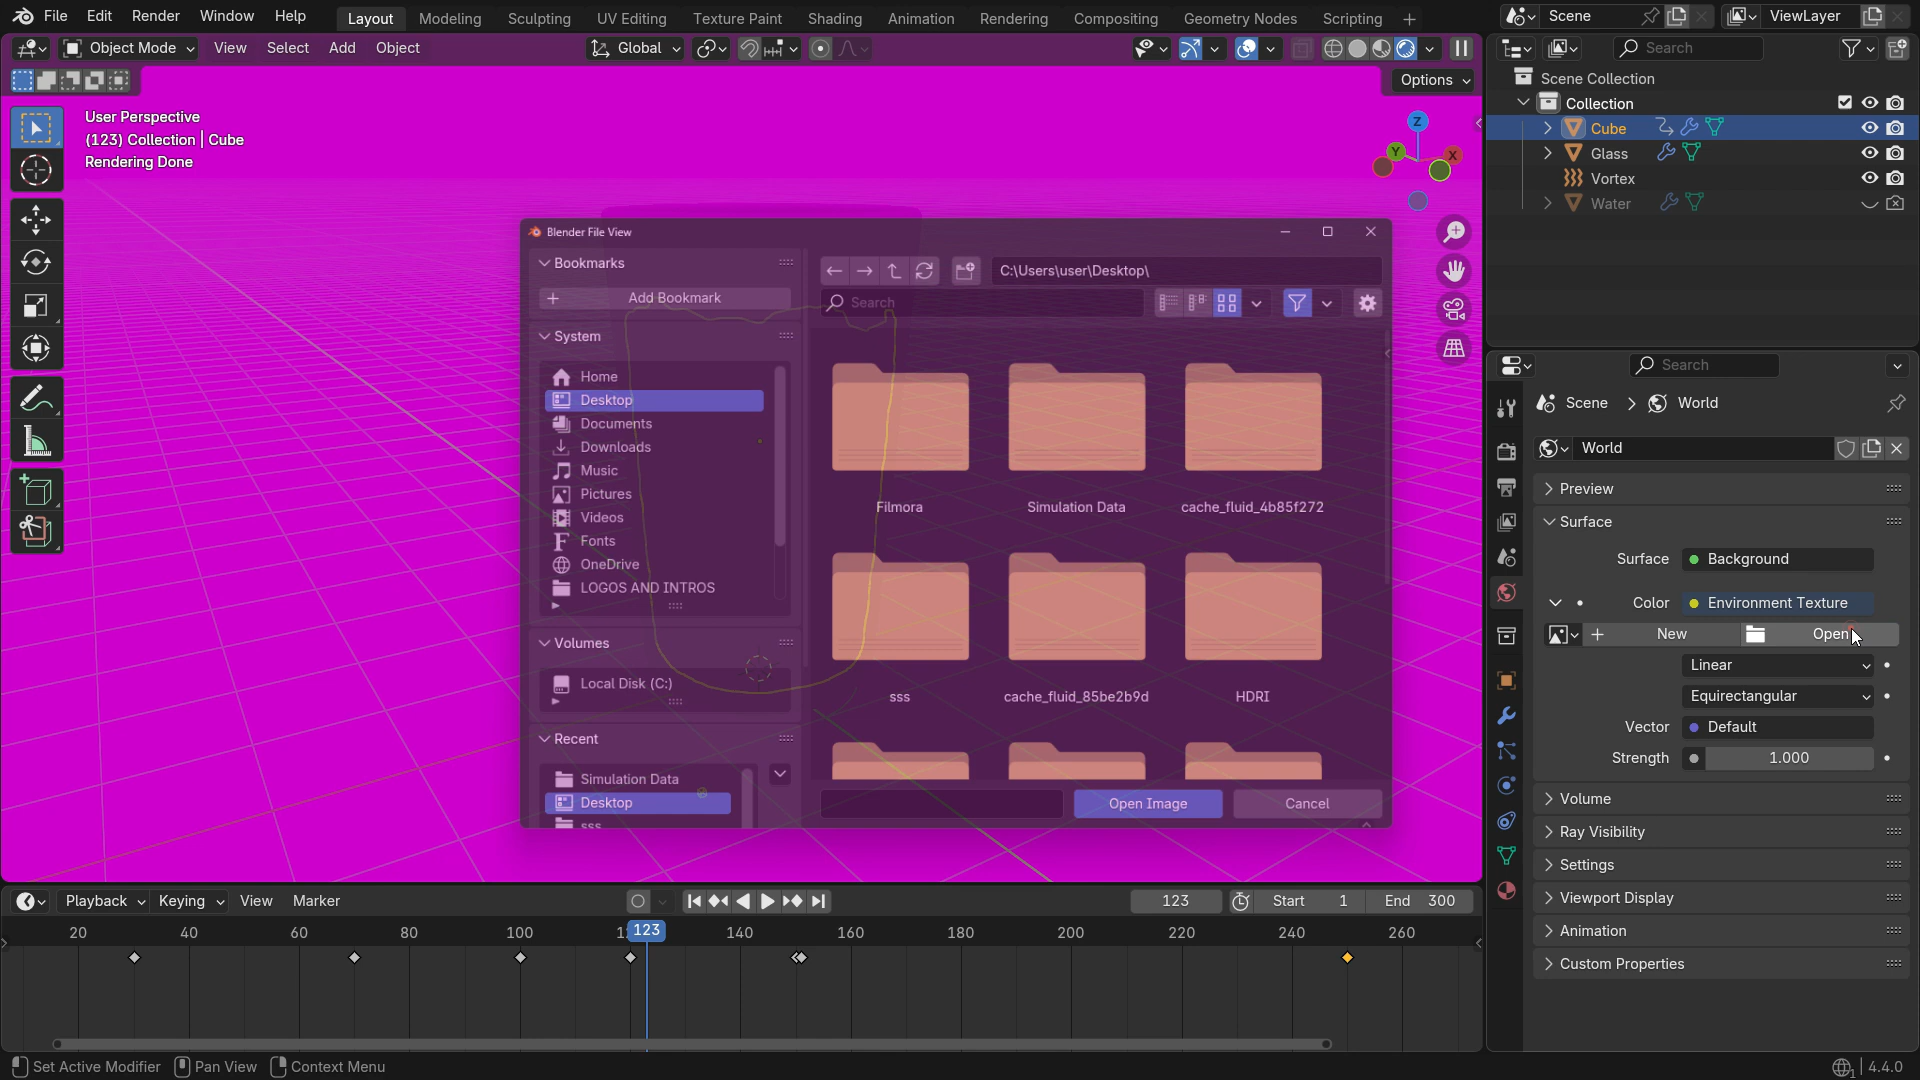 File Edit Render Window Help Layout Modeling Sculpting UV Editing Texture Paint Shading Animation Rendering Compositing Geometry Nodes Scripting Scene ViewLayer
Object Mode View Select Add Object Global Search
Options
User Perspective
(123) Collection | Cube
Rendering Done
Z
Y
X
Scene Collection
Collection
Cube
Glass
Vortex
Water
Blender File View
Bookmarks
Add Bookmark
System
Home
Desktop
Documents
Downloads
Music
Pictures
Videos
Fonts
OneDrive
LOGOS AND INTROS
Volumes
Local Disk (C:)
Recent
Simulation Data
Desktop
sss
C:\Users\user\Desktop\
Search
Filmora Simulation Data cache_fluid_4b85f272
sss cache_fluid_85be2b9d HDRI
Open Image Cancel
Search
Scene World
World
Preview
Surface
Surface Background
Color Environment Texture
New Open
Linear
Equirectangular
Vector Default
Strength 1.000
Volume
Ray Visibility
Settings
Viewport Display
Animation
Custom Properties
Playback Keying View Marker 123 Start 1 End 300
20 40 60 80 100 123 140 160 180 200 220 240 260
Set Active Modifier Pan View Context Menu 4.4.0